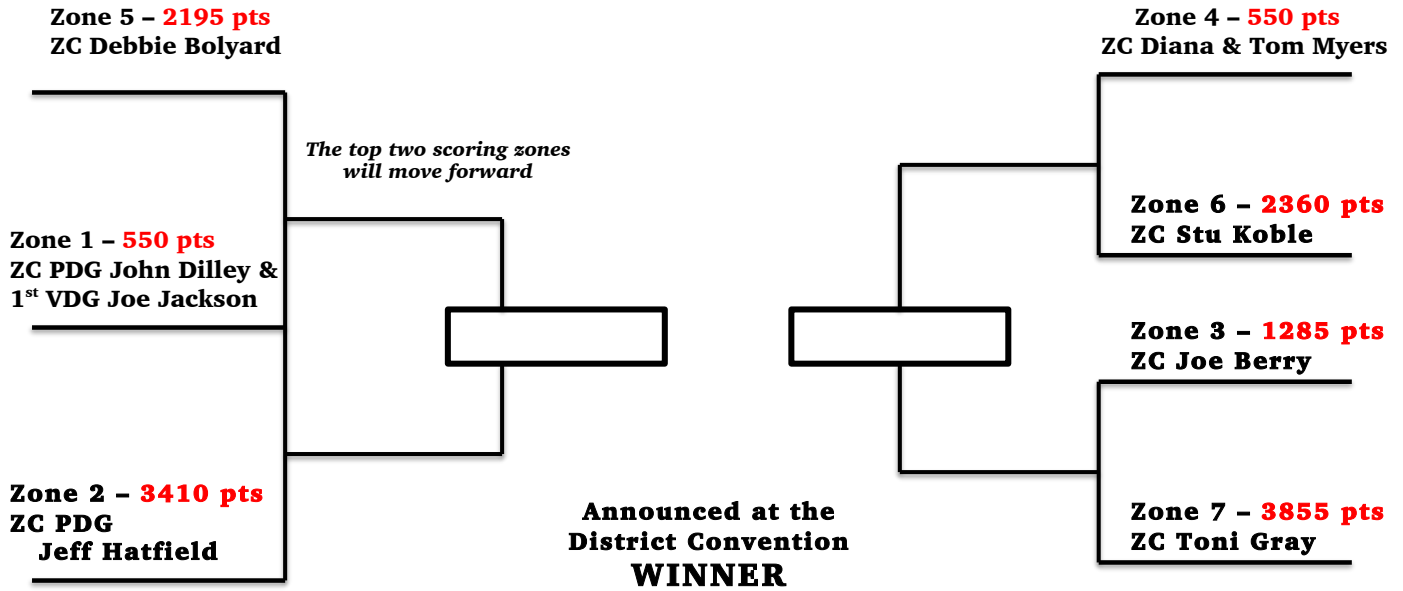 Zone 5 – 2195 pts
ZC Debbie Bolyard
The top two scoring zones
will move forward
Zone 1 – 550 pts
ZC PDG John Dilley &
1st VDG Joe Jackson
Zone 2 – 3410 pts
ZC PDG
Jeff Hatfield
Zone 4 – 550 pts
ZC Diana & Tom Myers
Zone 6 – 2360 pts
ZC Stu Koble
Zone 3 – 1285 pts
ZC Joe Berry
Zone 7 – 3855 pts
ZC Toni Gray
Announced at the
District Convention
WINNER